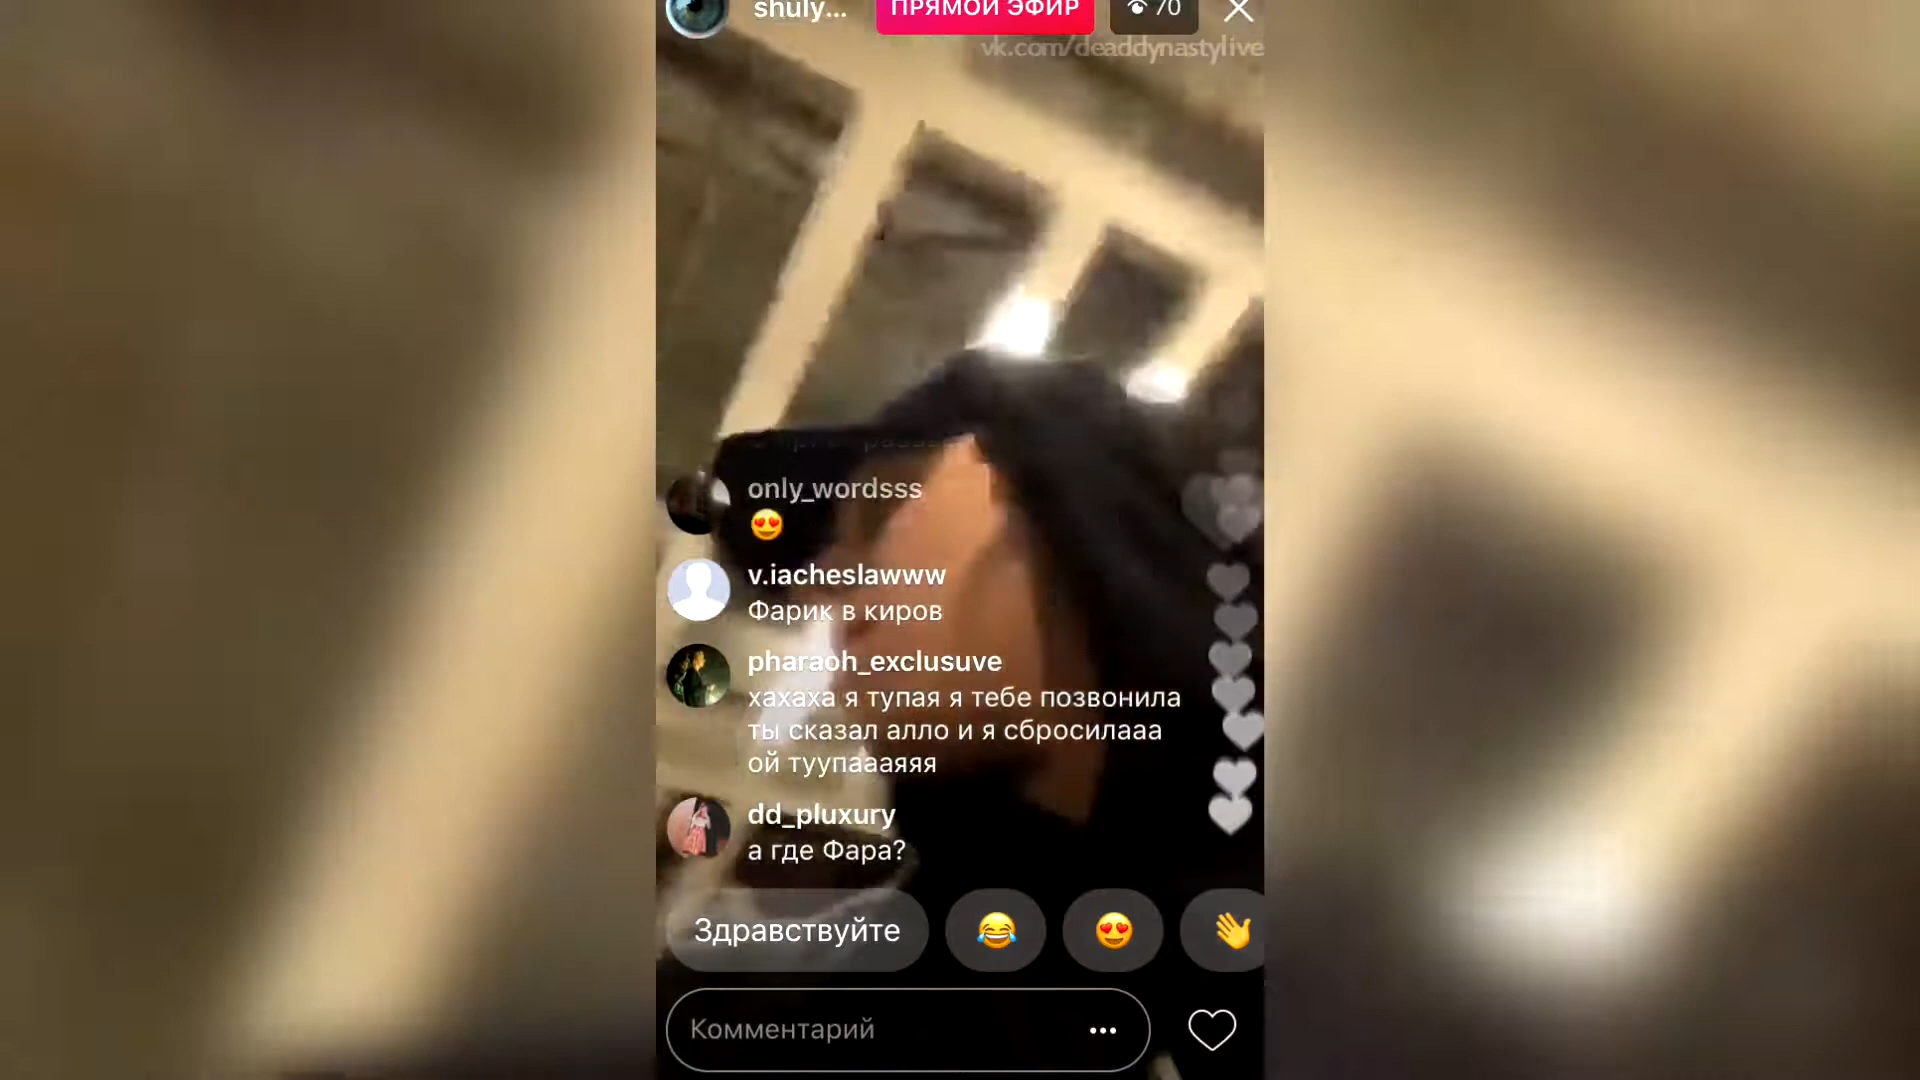 shuly...
ПРЯМОЙ ЭФИР
70
vk.com/deaddynastylive
only_wordsss
😍
v.iacheslawww
Фарик в киров
pharaoh_exclusuve
хахаха я тупая я тебе позвонила
ты сказал алло и я сбросилааа
ой туупаааяяя
dd_pluxury
а где Фара?
Здравствуйте 😂 😍 👋
Комментарий ...